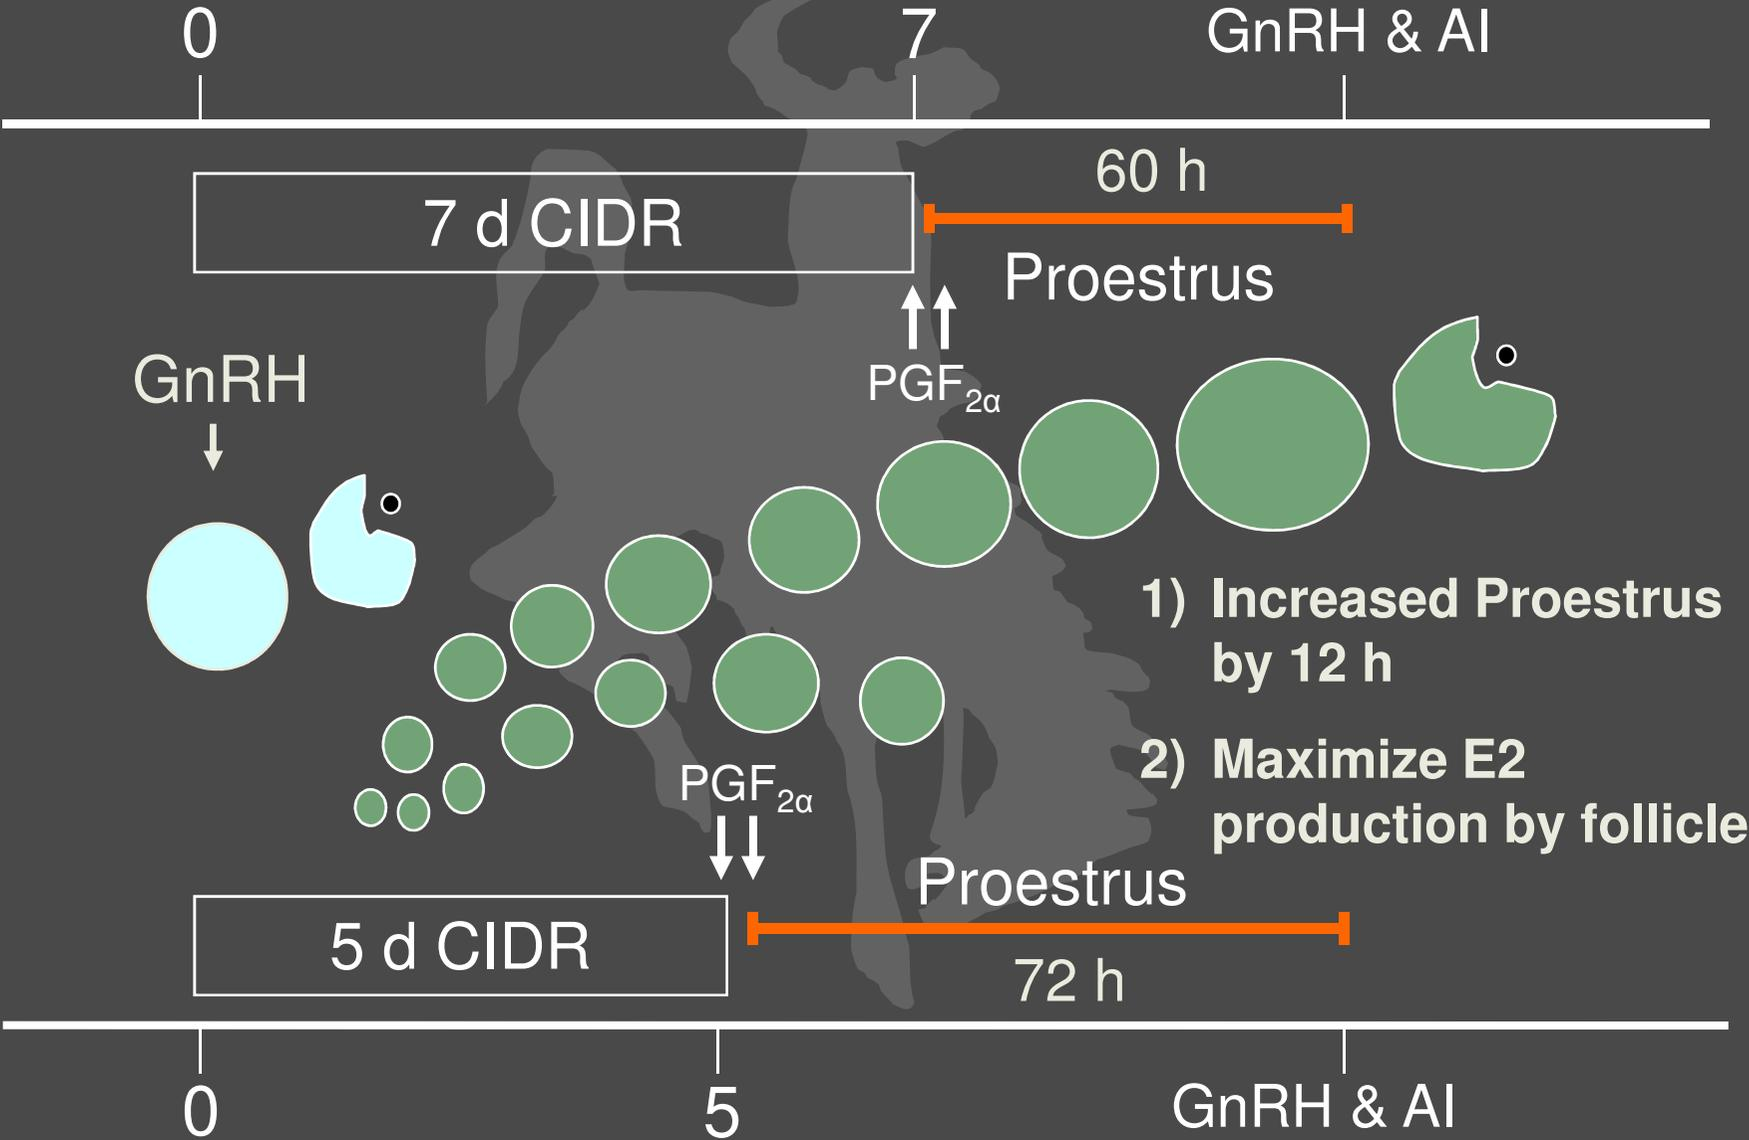 0
7
GnRH & AI
60 h
7 d CIDR
Proestrus
GnRH
PGF2α
1) Increased Proestrus
by 12 h
2) Maximize E2
production by follicle
PGF2α
Proestrus
5 d CIDR
72 h
0
5
GnRH & AI